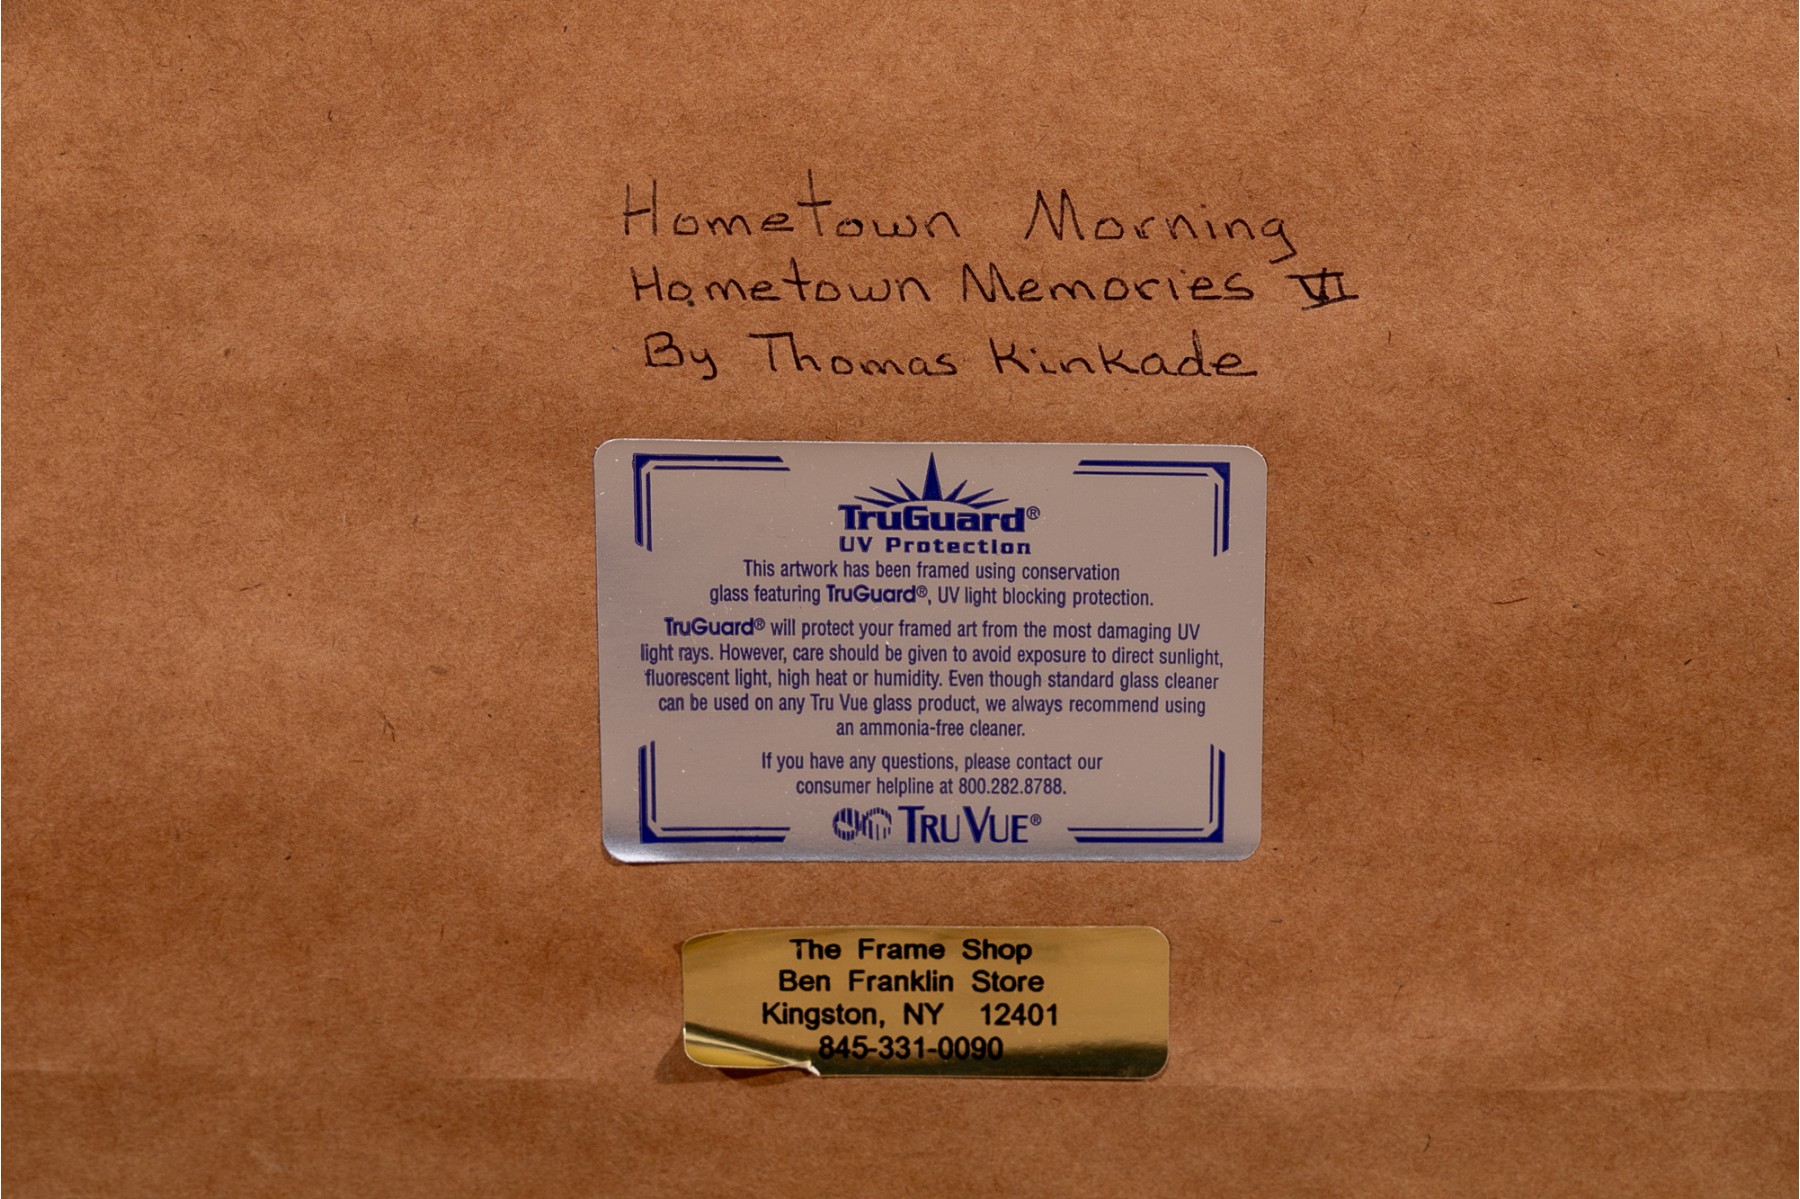 Hometown Morning
Hometown Memories VI
By Thomas Kinkade
TruGuard®
UV Protection
This artwork has been framed using conservation
glass featuring TruGuard®, UV light blocking protection.
TruGuard® will protect your framed art from the most damaging UV
light rays. However, care should be given to avoid exposure to direct sunlight,
fluorescent light, high heat or humidity. Even though standard glass cleaner
can be used on any Tru Vue glass product, we always recommend using
an ammonia-free cleaner.
If you have any questions, please contact our
consumer helpline at 800.282.8788.
TRU VUE®
The Frame Shop
Ben Franklin Store
Kingston, NY 12401
845-331-0090